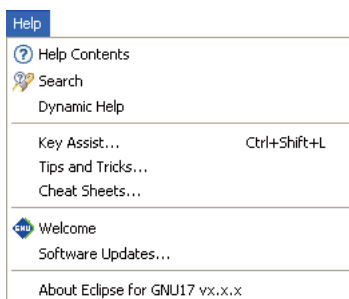 Help
Help Contents
Search
Dynamic Help
Key Assist... Ctrl+Shift+L
Tips and Tricks...
Cheat Sheets...
GNU Welcome
Software Updates...
About Eclipse for GNU17 vx.x.x